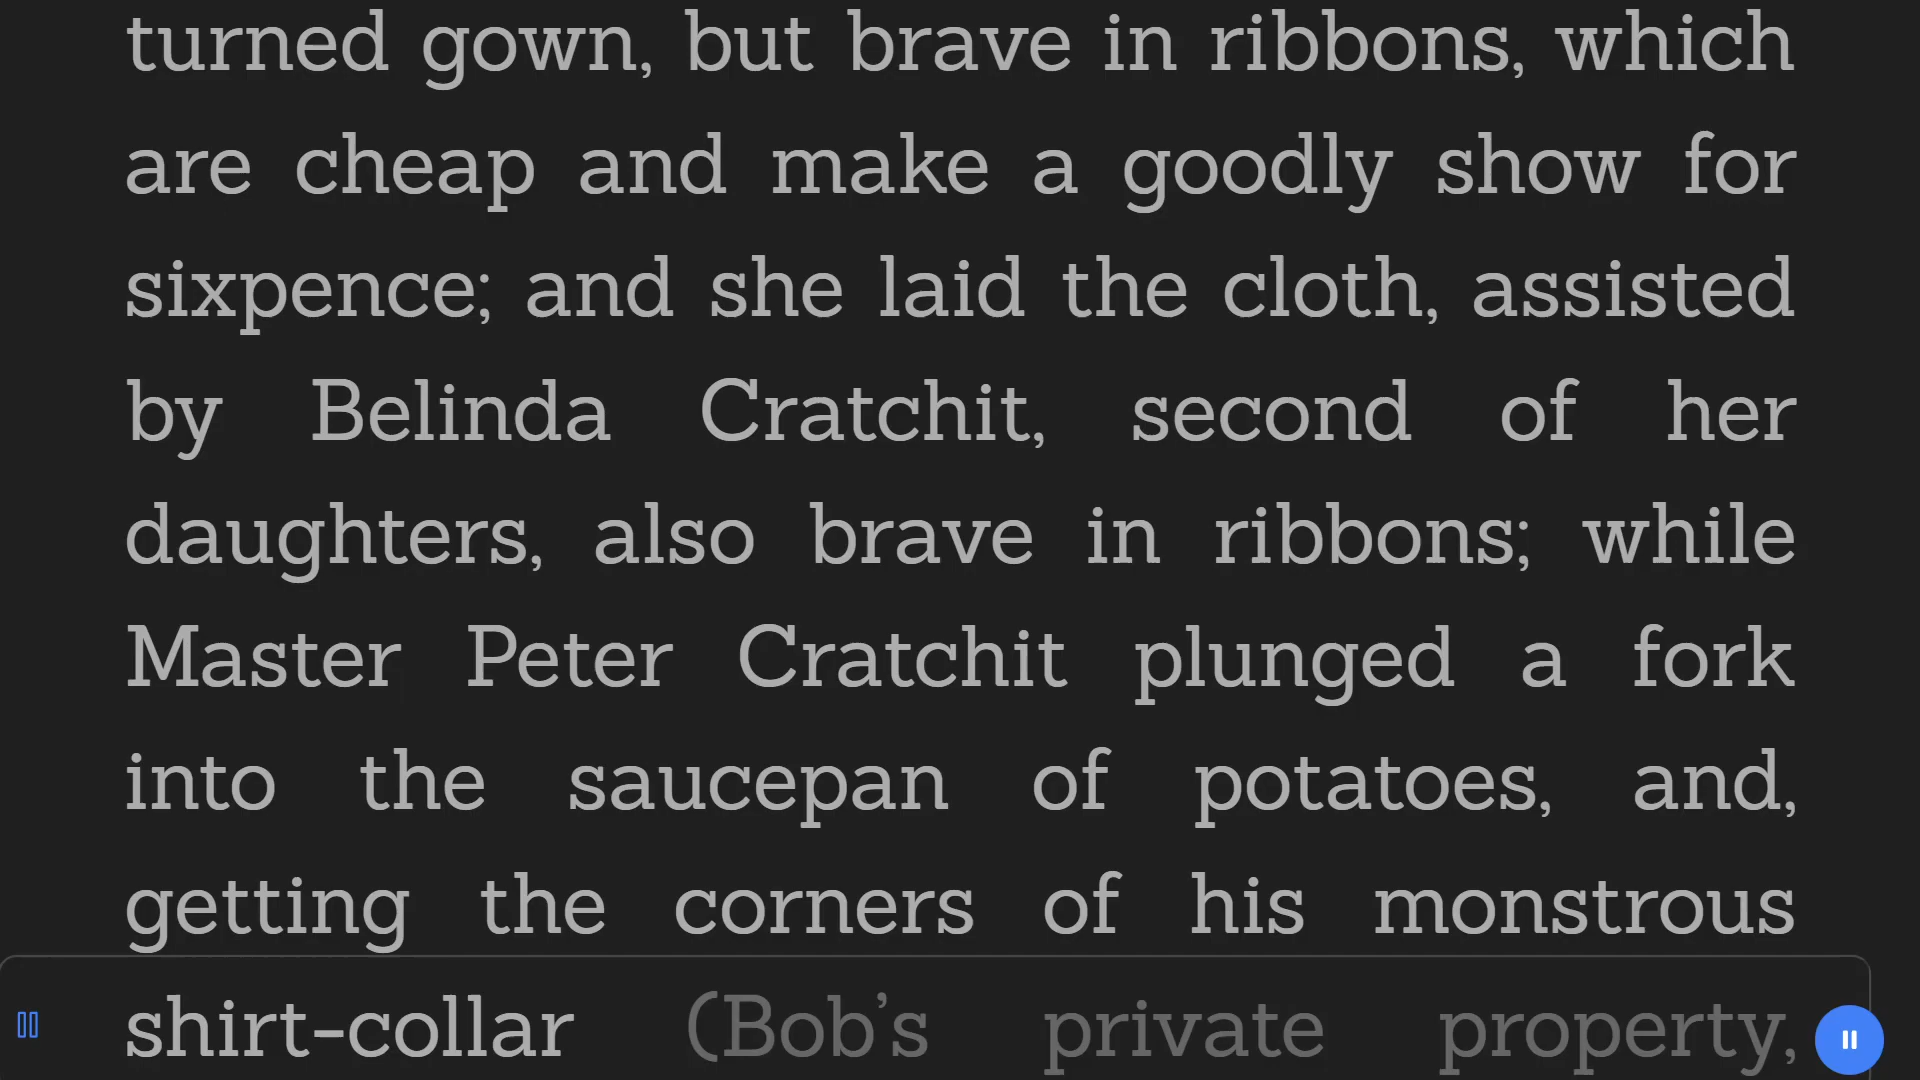 turned gown, but brave in ribbons, which
are cheap and make a goodly show for
sixpence; and she laid the cloth, assisted
by Belinda Cratchit, second of her
daughters, also brave in ribbons; while
Master Peter Cratchit plunged a fork
into the saucepan of potatoes, and,
getting the corners of his monstrous
shirt-collar (Bob’s private property,